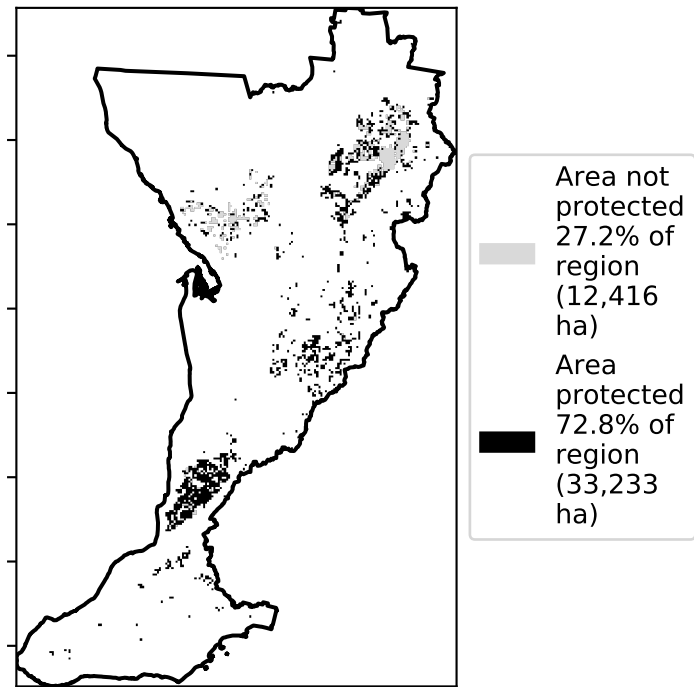 Area not
protected
27.2% of
region
(12,416
ha)
Area
protected
72.8% of
region
(33,233
ha)